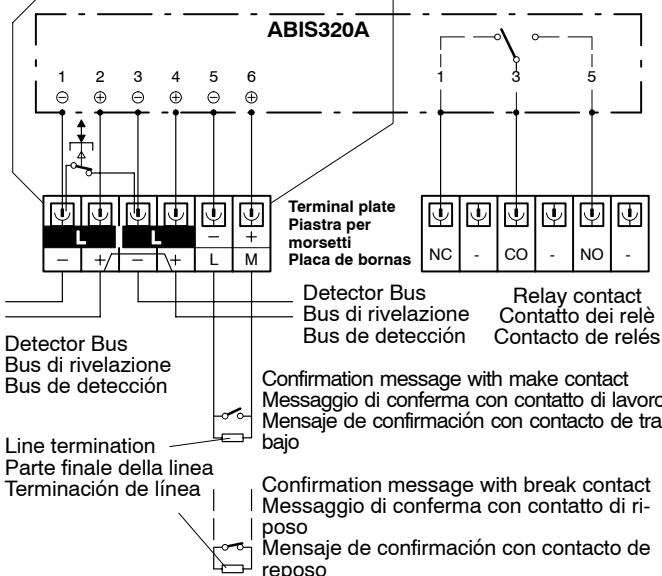 ABIS320A
1 2 3 4 5 6
1 3 5
⊖ ⊕ ⊖ ⊕ ⊖ ⊕
Terminal plate
Piastra per
morsetti
Placa de bornas
L L − +
− + − + L M
NC - CO - NO -
Detector Bus
Bus di rivelazione
Bus de detección
Relay contact
Contatto dei relè
Contacto de relés
Detector Bus
Bus di rivelazione
Bus de detección
Confirmation message with make contact
Messaggio di conferma con contatto di lavoro
Mensaje de confirmación con contacto de tra
bajo
Line termination
Parte finale della linea
Terminación de línea
Confirmation message with break contact
Messaggio di conferma con contatto di ri-
poso
Mensaje de confirmación con contacto de
reposo